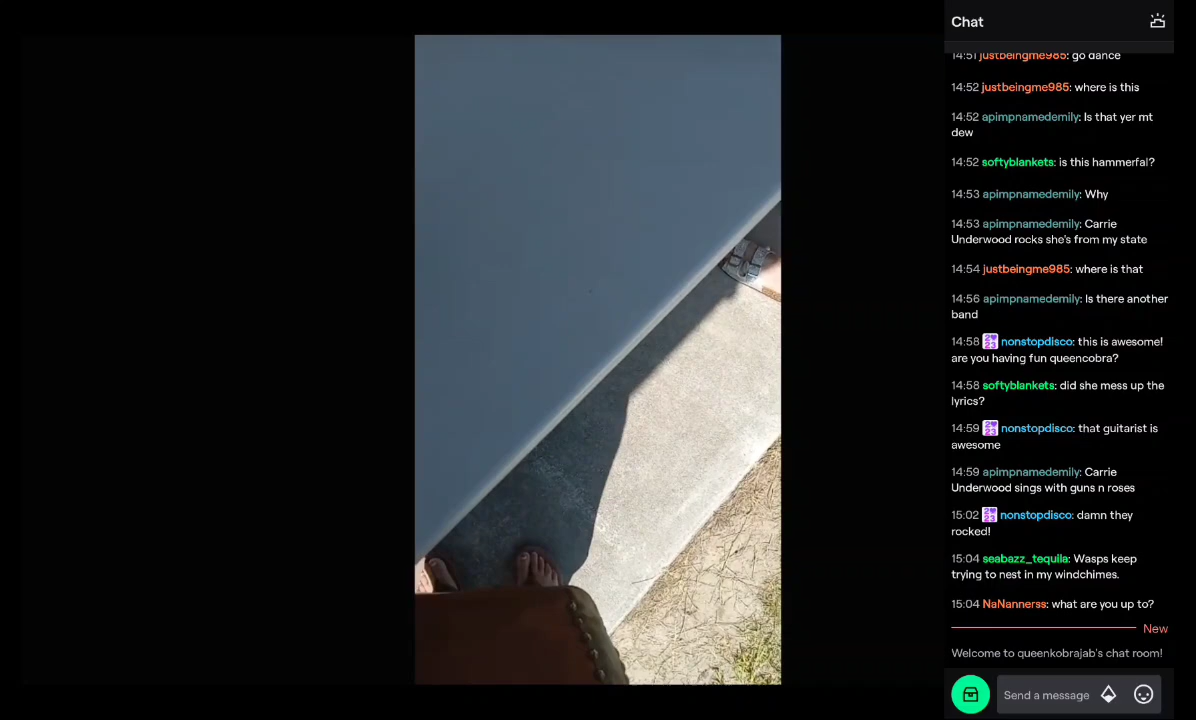 Chat
14:51 justbeingme985: go dance
14:52 justbeingme985: where is this
14:52 apimpnamedemily: Is that yer mt
dew
14:52 softyblankets: is this hammerfal?
14:53 apimpnamedemily: Why
14:53 apimpnamedemily: Carrie
Underwood rocks she's from my state
14:54 justbeingme985: where is that
14:56 apimpnamedemily: Is there another
band
14:58 nonstopdisco: this is awesome!
are you having fun queencobra?
14:58 softyblankets: did she mess up the
lyrics?
14:59 nonstopdisco: that guitarist is
awesome
14:59 apimpnamedemily: Carrie
Underwood sings with guns n roses
15:02 nonstopdisco: damn they
rocked!
15:04 seabazz_tequila: Wasps keep
trying to nest in my windchimes.
15:04 NaNannerss: what are you up to?
New
Welcome to queenkobrajab's chat room!
Send a message